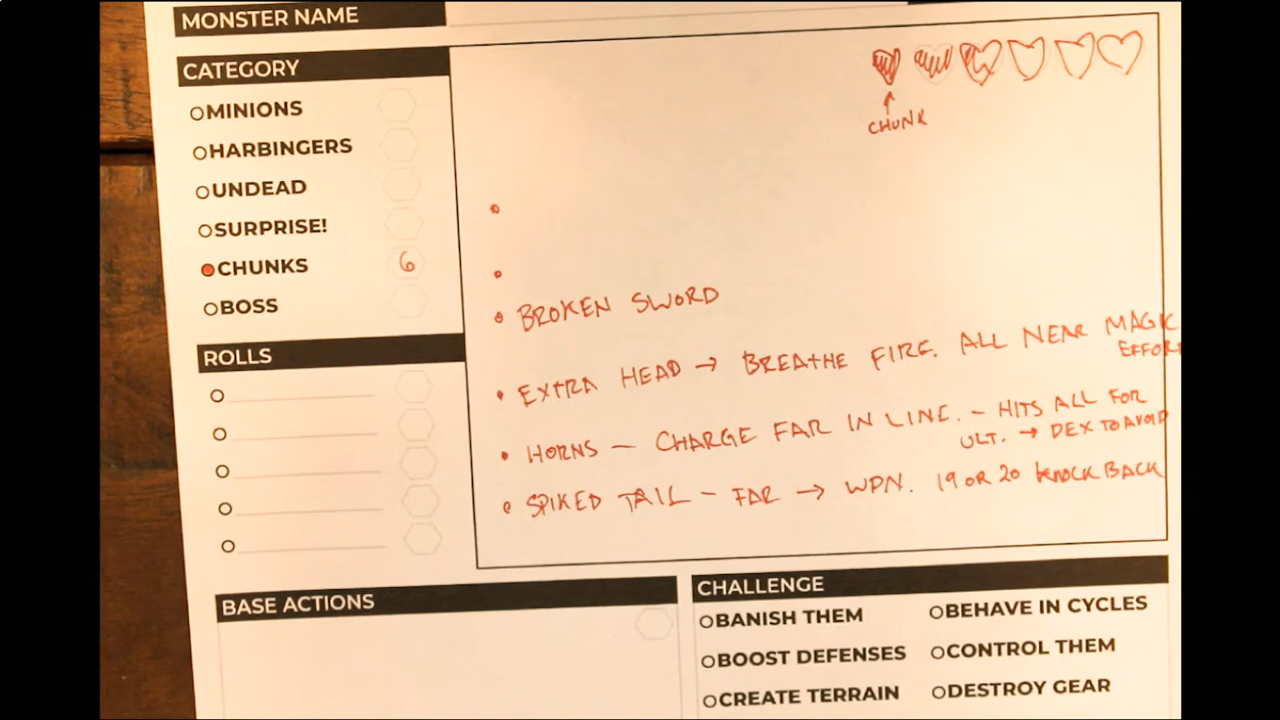 MONSTER NAME
CATEGORY
MINIONS
HARBINGERS
UNDEAD
SURPRISE!
CHUNKS 6
BOSS
ROLLS
CHUNK
BROKEN SWORD
EXTRA HEAD → BREATHE FIRE. ALL NEAR MAGIC
EFFORT
HORNS — CHARGE FAR IN LINE. – HITS ALL FOR
ULT. → DEX TO AVOID
SPIKED TAIL – FAR → WPN. 19 OR 20 KNOCK BACK
BASE ACTIONS
CHALLENGE
BANISH THEM
BOOST DEFENSES
CREATE TERRAIN
BEHAVE IN CYCLES
CONTROL THEM
DESTROY GEAR